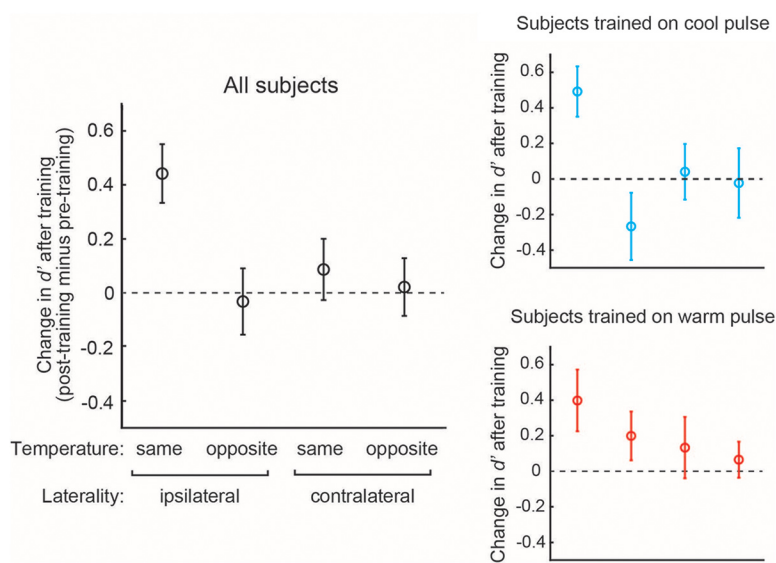 All subjects
Change in d' after training
(post-training minus pre-training)
0.6
0.4
0.2
0
-0.2
-0.4
Temperature: same opposite same opposite
Laterality: ipsilateral contralateral
Subjects trained on cool pulse
Change in d' after training
0.6
0.4
0.2
0
-0.2
-0.4
Subjects trained on warm pulse
Change in d' after training
0.6
0.4
0.2
0
-0.2
-0.4